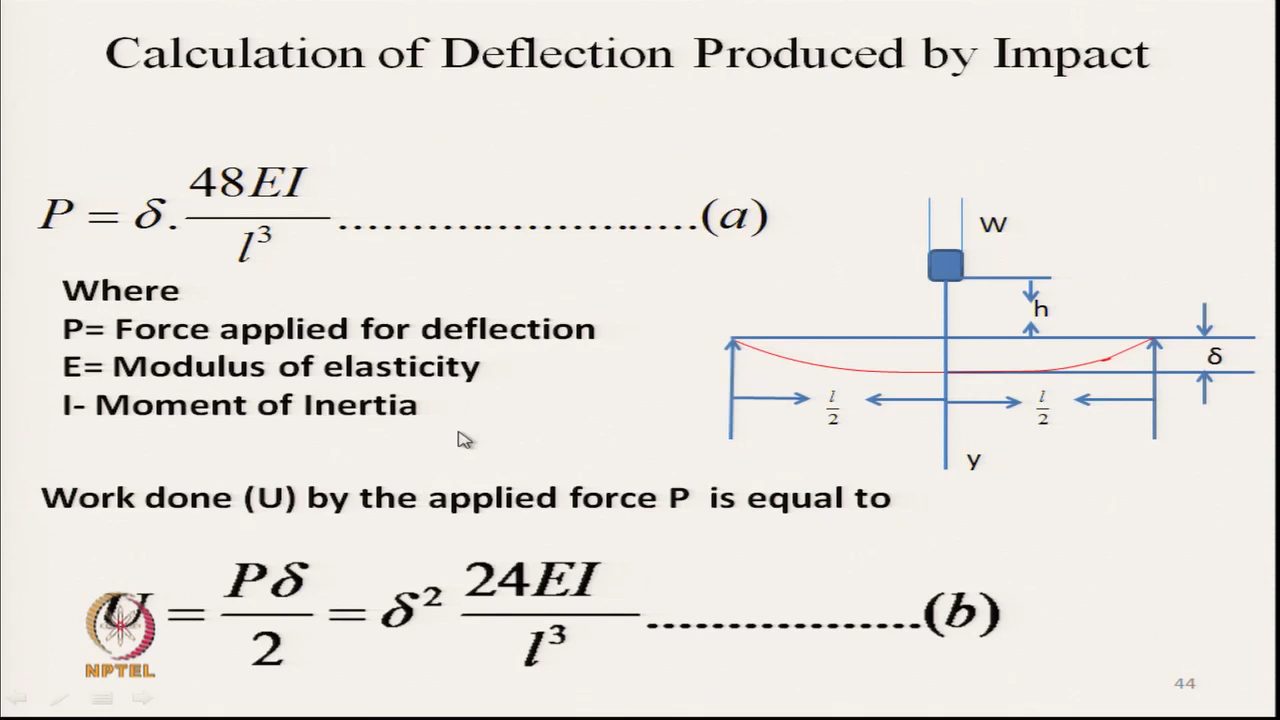 Calculation of Deflection Produced by Impact
P = δ. 48EI / l³ ........................(a)
Where
P= Force applied for deflection
E= Modulus of elasticity
I- Moment of Inertia
W
h
δ
l/2
l/2
y
Work done (U) by the applied force P is equal to
U = Pδ/2 = δ² 24EI / l³ .................(b)
NPTEL
44